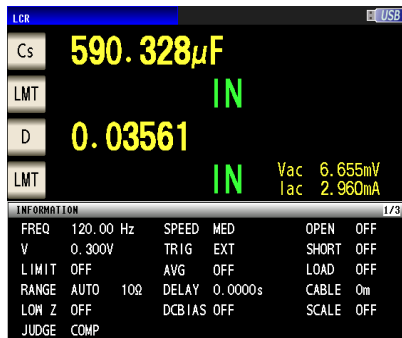 LCR USB
Cs 590.328µF
LMT IN
D 0.03561
LMT IN Vac 6.655mV
Iac 2.960mA
INFORMATION 1/3
FREQ 120.00 Hz SPEED MED OPEN OFF
V 0.300V TRIG EXT SHORT OFF
LIMIT OFF AVG OFF LOAD OFF
RANGE AUTO 10Ω DELAY 0.0000s CABLE 0m
LOW Z OFF DCBIAS OFF SCALE OFF
JUDGE COMP